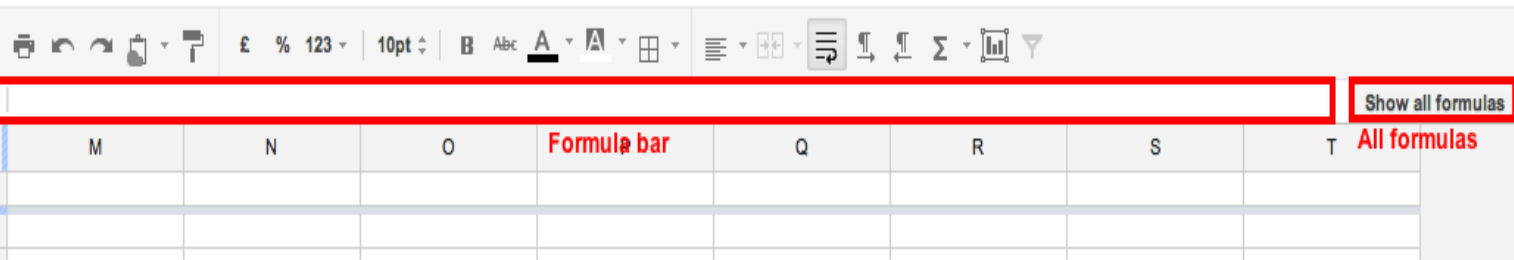 £ % 123 10pt B Abc A A Σ
Show all formulas
M N O Formula bar Q R S T All formulas